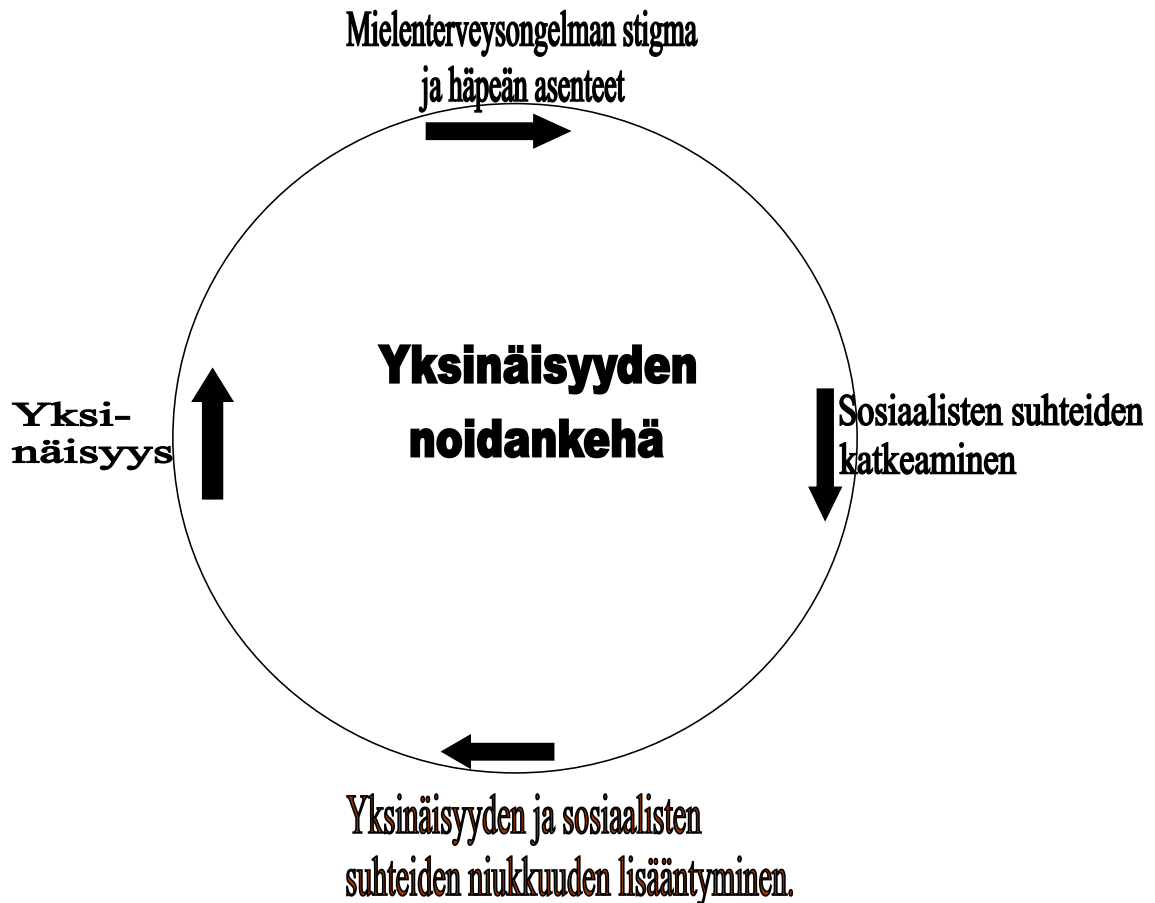 Mielenterveysongelman stigma
ja häpeän asenteet
Yksinäisyyden
noidankehä
Yksi-
näisyys
Sosiaalisten suhteiden
katkeaminen
Yksinäisyyden ja sosiaalisten
suhteiden niukkuuden lisääntyminen.